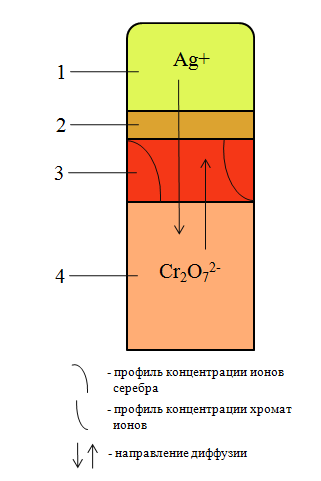 Ag+
1
2
3
4
Cr₂O₇²⁻
- профиль концентрации ионов
серебра
- профиль концентрации хромат
ионов
- направление диффузии